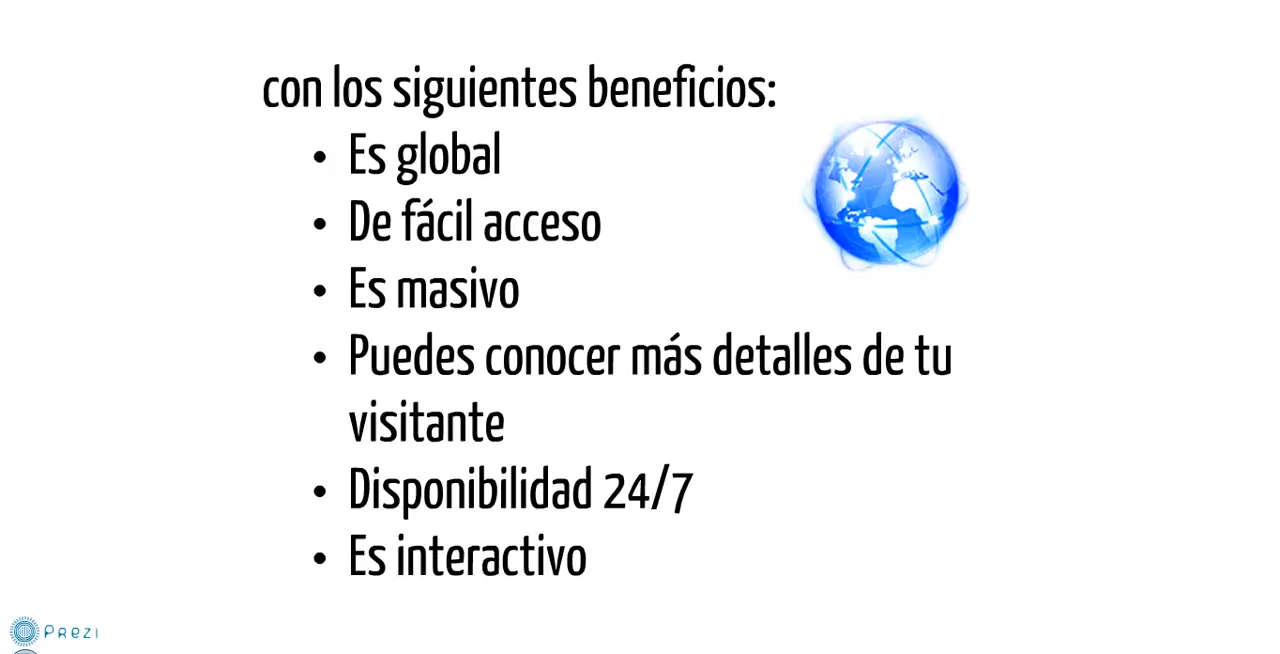 con los siguientes beneficios:
• Es global
• De fácil acceso
• Es masivo
• Puedes conocer más detalles de tu
visitante
• Disponibilidad 24/7
• Es interactivo
Prezi